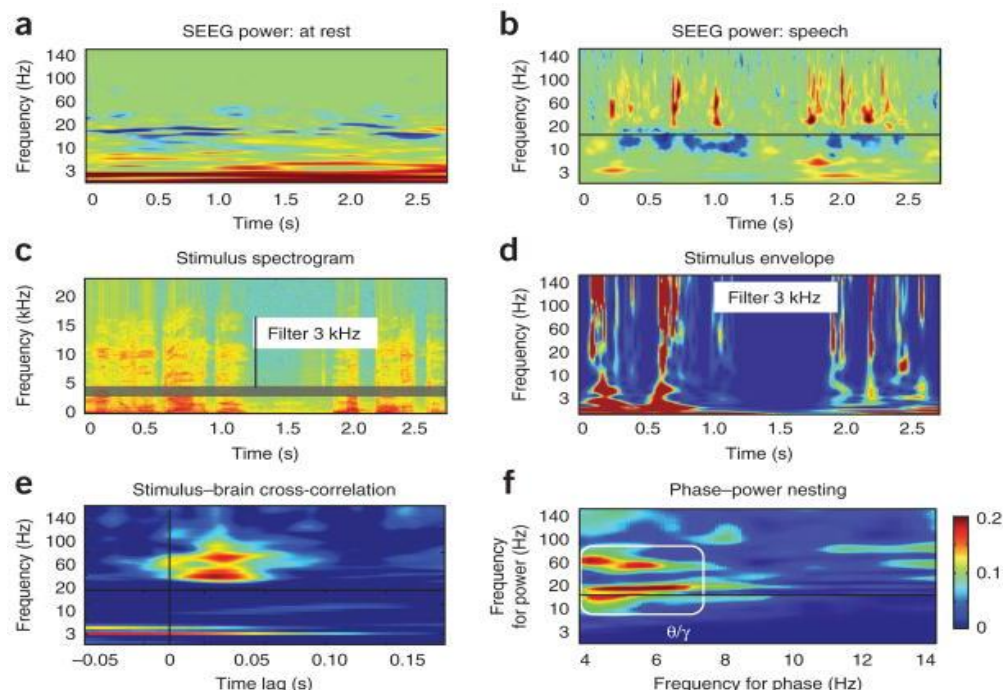 a
SEEG power: at rest
Frequency (Hz)
140
100
60
20
10
3
0 0.5 1.0 1.5 2.0 2.5
Time (s)
b
SEEG power: speech
Frequency (Hz)
140
100
60
20
10
3
0 0.5 1.0 1.5 2.0 2.5
Time (s)
c
Stimulus spectrogram
Frequency (kHz)
20
15
10
5
0
Filter 3 kHz
0 0.5 1.0 1.5 2.0 2.5
Time (s)
d
Stimulus envelope
Frequency (Hz)
140
100
60
20
10
3
Filter 3 kHz
0 0.5 1.0 1.5 2.0 2.5
Time (s)
e
Stimulus–brain cross-correlation
Frequency (Hz)
140
100
60
20
10
3
–0.05 0 0.05 0.10 0.15
Time lag (s)
f
Phase–power nesting
Frequency
for power (Hz)
140
100
60
20
10
3
θ/γ
4 6 8 10 12 14
Frequency for phase (Hz)
0.2
0.1
0